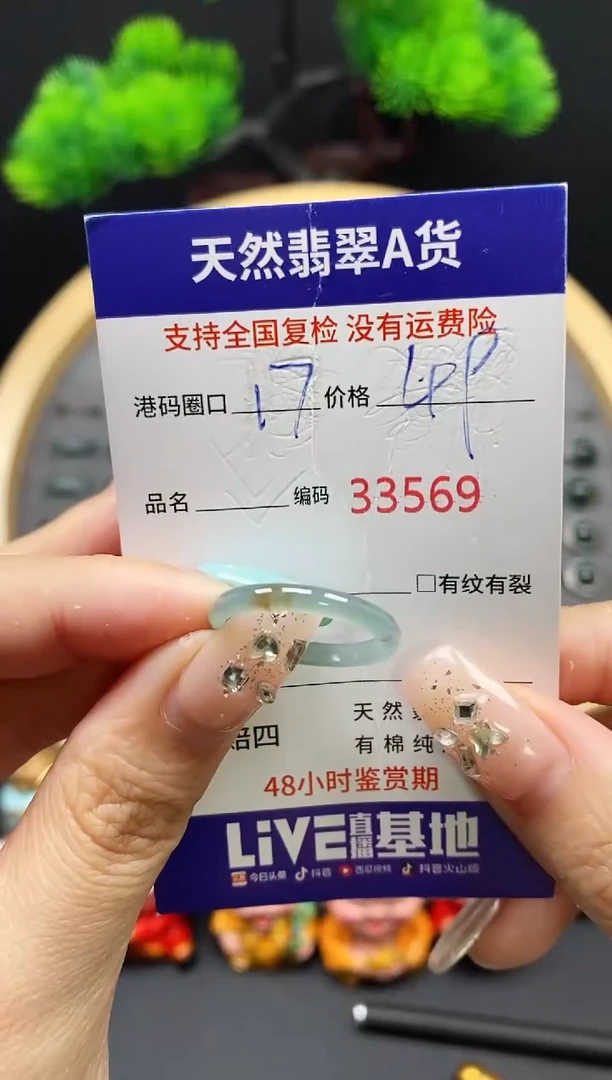 天然翡翠A货
支持全国复检 没有运费险
港码圈口 17 价格
品名 编码 33569
□有纹有裂
天然
赔四 有棉纯
48小时鉴赏期
LiVE直播基地
今日头条 抖音 西瓜视频 抖音火山版